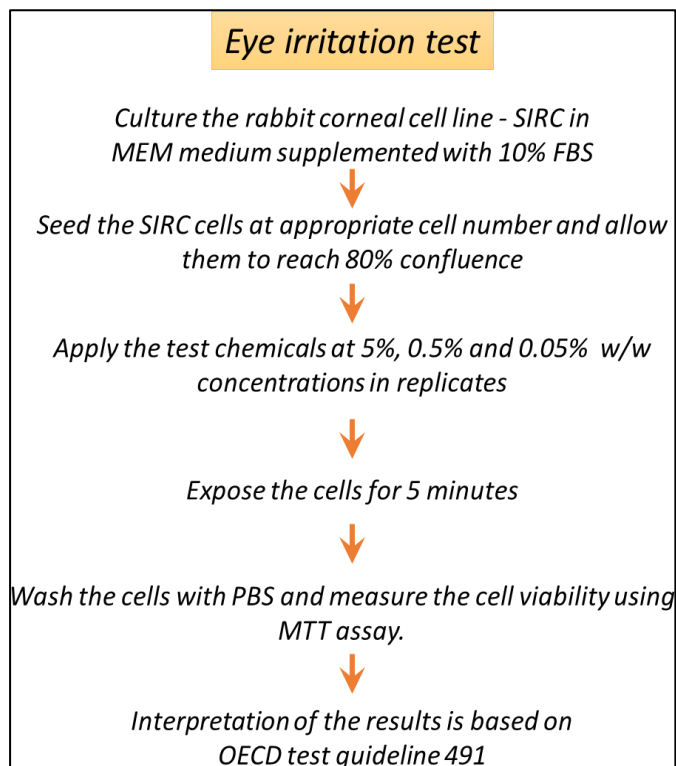 Eye irritation test
Culture the rabbit corneal cell line - SIRC in
MEM medium supplemented with 10% FBS
Seed the SIRC cells at appropriate cell number and allow
them to reach 80% confluence
Apply the test chemicals at 5%, 0.5% and 0.05% w/w
concentrations in replicates
Expose the cells for 5 minutes
Wash the cells with PBS and measure the cell viability using
MTT assay.
Interpretation of the results is based on
OECD test guideline 491